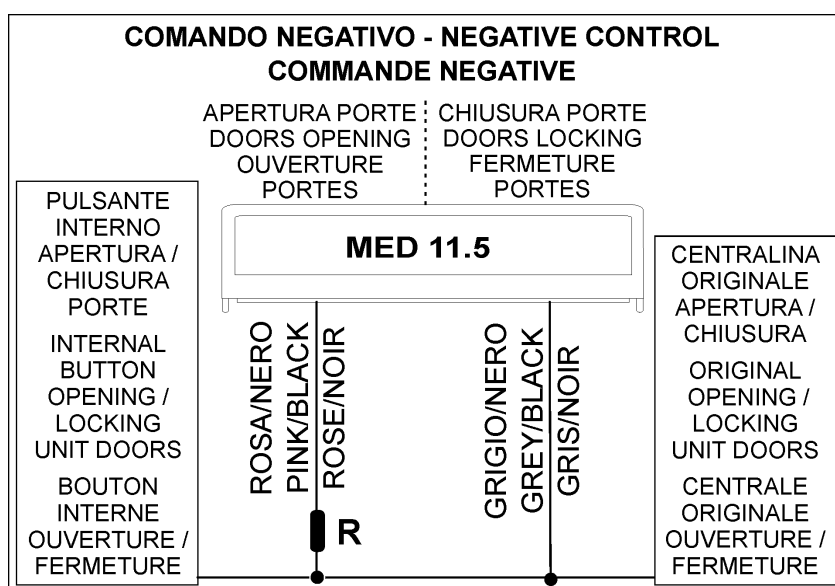 COMANDO NEGATIVO - NEGATIVE CONTROL
COMMANDE NEGATIVE
APERTURA PORTE
DOORS OPENING
OUVERTURE
PORTES
CHIUSURA PORTE
DOORS LOCKING
FERMETURE
PORTES
PULSANTE
INTERNO
APERTURA /
CHIUSURA
PORTE
INTERNAL
BUTTON
OPENING /
LOCKING
UNIT DOORS
BOUTON
INTERNE
OUVERTURE /
FERMETURE
MED 11.5
ROSA/NERO
PINK/BLACK
ROSE/NOIR
R
GRIGIO/NERO
GREY/BLACK
GRIS/NOIR
CENTRALINA
ORIGINALE
APERTURA /
CHIUSURA
ORIGINAL
OPENING /
LOCKING
UNIT DOORS
CENTRALE
ORIGINALE
OUVERTURE /
FERMETURE